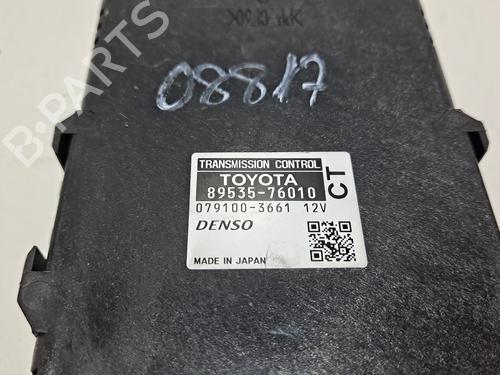 08817
TRANSMISSION CONTROL
TOYOTA
89535-76010
079100-3661 12V
CT
DENSO
MADE IN JAPAN
B-PARTS